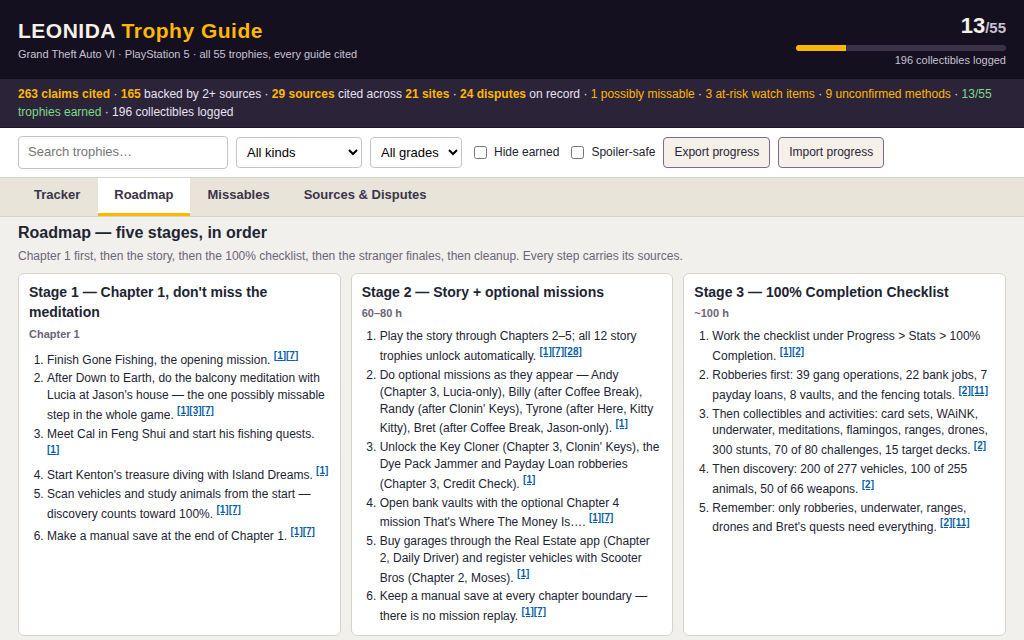 LEONIDA Trophy Guide
Grand Theft Auto VI · PlayStation 5 · all 55 trophies, every guide cited
13/55
196 collectibles logged
263 claims cited · 165 backed by 2+ sources · 29 sources cited across 21 sites · 24 disputes on record · 1 possibly missable · 3 at-risk watch items · 9 unconfirmed methods · 13/55
trophies earned · 196 collectibles logged
Search trophies…
All kinds
All grades
Hide earned
Spoiler-safe
Export progress
Import progress
Tracker
Roadmap
Missables
Sources & Disputes
Roadmap — five stages, in order
Chapter 1 first, then the story, then the 100% checklist, then the stranger finales, then cleanup. Every step carries its sources.
Stage 1 — Chapter 1, don't miss the
meditation
Chapter 1
1. Finish Gone Fishing, the opening mission. [1][7]
2. After Down to Earth, do the balcony meditation with
Lucia at Jason's house — the one possibly missable
step in the whole game. [1][3][7]
3. Meet Cal in Feng Shui and start his fishing quests.
[1]
4. Start Kenton's treasure diving with Island Dreams. [1]
5. Scan vehicles and study animals from the start —
discovery counts toward 100%. [1][7]
6. Make a manual save at the end of Chapter 1. [1][7]
Stage 2 — Story + optional missions
60–80 h
1. Play the story through Chapters 2–5; all 12 story
trophies unlock automatically. [1][7][28]
2. Do optional missions as they appear — Andy
(Chapter 3, Lucia-only), Billy (after Coffee Break),
Randy (after Clonin' Keys), Tyrone (after Here, Kitty
Kitty), Bret (after Coffee Break, Jason-only). [1]
3. Unlock the Key Cloner (Chapter 3, Clonin' Keys), the
Dye Pack Jammer and Payday Loan robberies
(Chapter 3, Credit Check). [1]
4. Open bank vaults with the optional Chapter 4
mission That's Where The Money Is…. [1][7]
5. Buy garages through the Real Estate app (Chapter
2, Daily Driver) and register vehicles with Scooter
Bros (Chapter 2, Moses). [1]
6. Keep a manual save at every chapter boundary —
there is no mission replay. [1][7]
Stage 3 — 100% Completion Checklist
~100 h
1. Work the checklist under Progress > Stats > 100%
Completion. [1][2]
2. Robberies first: 39 gang operations, 22 bank jobs, 7
payday loans, 8 vaults, and the fencing totals. [2][11]
3. Then collectibles and activities: card sets, WAiNK,
underwater, meditations, flamingos, ranges, drones,
300 stunts, 70 of 80 challenges, 15 target decks. [2]
4. Then discovery: 200 of 277 vehicles, 100 of 255
animals, 50 of 66 weapons. [2]
5. Remember: only robberies, underwater, ranges,
drones and Bret's quests need everything. [2][11]